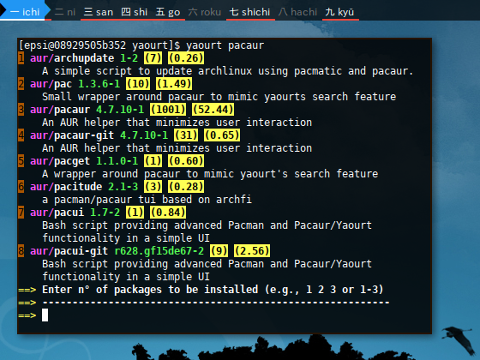 一 ichi 二 ni 三 san 四 shi 五 go 六 roku 七 shichi 八 hachi 九 kyū
[epsi@08929505b352 yaourt]$ yaourt pacaur
1 aur/archupdate 1-2 (7) (0.26)
A simple script to update archlinux using pacmatic and pacaur.
2 aur/pac 1.3.6-1 (10) (1.49)
Small wrapper around pacaur to mimic yaourts search feature
3 aur/pacaur 4.7.10-1 (1001) (52.44)
An AUR helper that minimizes user interaction
4 aur/pacaur-git 4.7.10-1 (31) (0.65)
An AUR helper that minimizes user interaction
5 aur/pacget 1.1.0-1 (1) (0.60)
A wrapper around pacaur to mimic yaourt's search feature
6 aur/pacitude 2.1-3 (3) (0.28)
a pacman/pacaur tui based on archfi
7 aur/pacui 1.7-2 (1) (0.84)
Bash script providing advanced Pacman and Pacaur/Yaourt
functionality in a simple UI
8 aur/pacui-git r628.gf15de67-2 (9) (2.56)
Bash script providing advanced Pacman and Pacaur/Yaourt
functionality in a simple UI
==> Enter n° of packages to be installed (e.g., 1 2 3 or 1-3)
==> ----------------------------------------------------------
==>